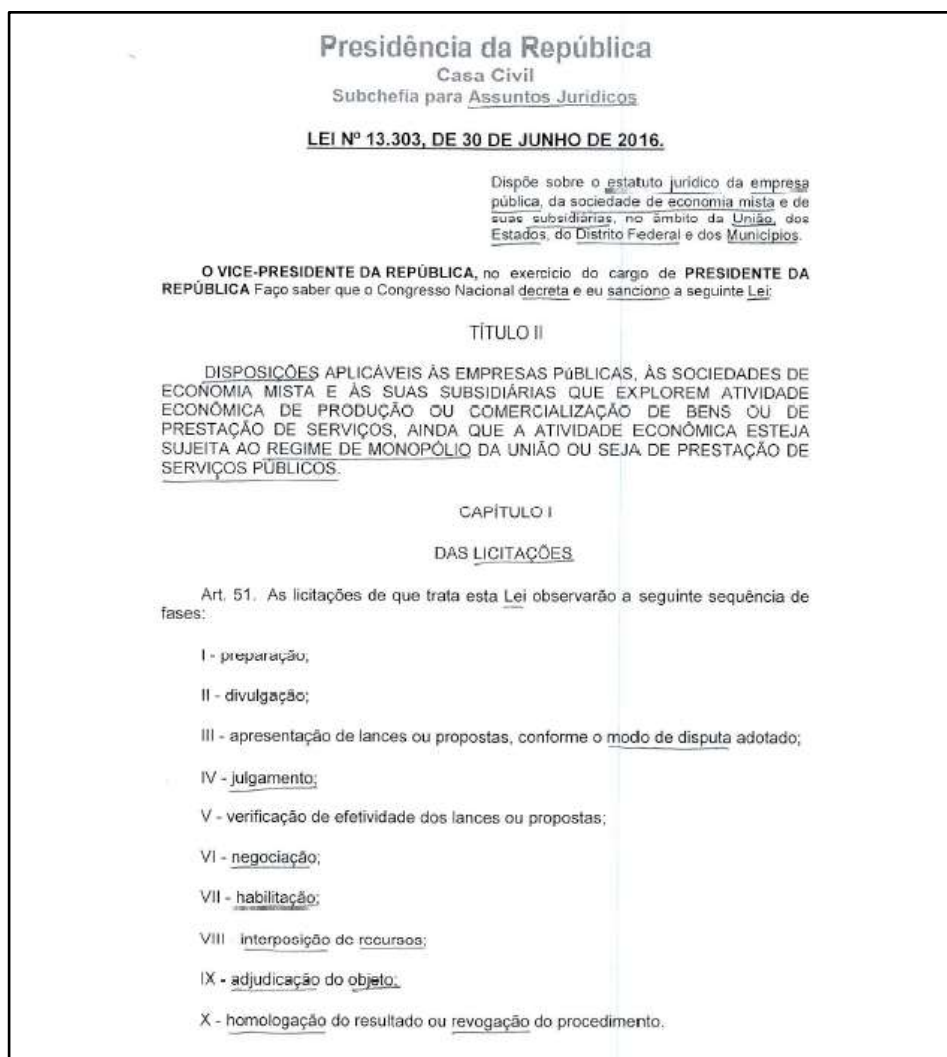 Presidência da República
Casa Civil
Subchefia para Assuntos Jurídicos
LEI Nº 13.303, DE 30 DE JUNHO DE 2016.
Dispõe sobre o estatuto jurídico da empresa
pública, da sociedade de economia mista e de
suas subsidiárias, no âmbito da União, dos
Estados, do Distrito Federal e dos Municípios.
O VICE-PRESIDENTE DA REPÚBLICA, no exercício do cargo de PRESIDENTE DA
REPÚBLICA Faço saber que o Congresso Nacional decreta e eu sanciono a seguinte Lei:
TÍTULO II
DISPOSIÇÕES APLICÁVEIS ÀS EMPRESAS PúBLICAS, ÀS SOCIEDADES DE
ECONOMIA MISTA E ÀS SUAS SUBSIDIÁRIAS QUE EXPLOREM ATIVIDADE
ECONÔMICA DE PRODUÇÃO OU COMERCIALIZAÇÃO DE BENS OU DE
PRESTAÇÃO DE SERVIÇOS, AINDA QUE A ATIVIDADE ECONÔMICA ESTEJA
SUJEITA AO REGIME DE MONOPÓLIO DA UNIÃO OU SEJA DE PRESTAÇÃO DE
SERVIÇOS PÚBLICOS.
CAPÍTULO I
DAS LICITAÇÕES
Art. 51. As licitações de que trata esta Lei observarão a seguinte sequência de
fases:
I - preparação;
II - divulgação;
III - apresentação de lances ou propostas, conforme o modo de disputa adotado;
IV - julgamento;
V - verificação de efetividade dos lances ou propostas;
VI - negociação;
VII - habilitação;
VIII - interposição de recursos;
IX - adjudicação do objeto;
X - homologação do resultado ou revogação do procedimento.